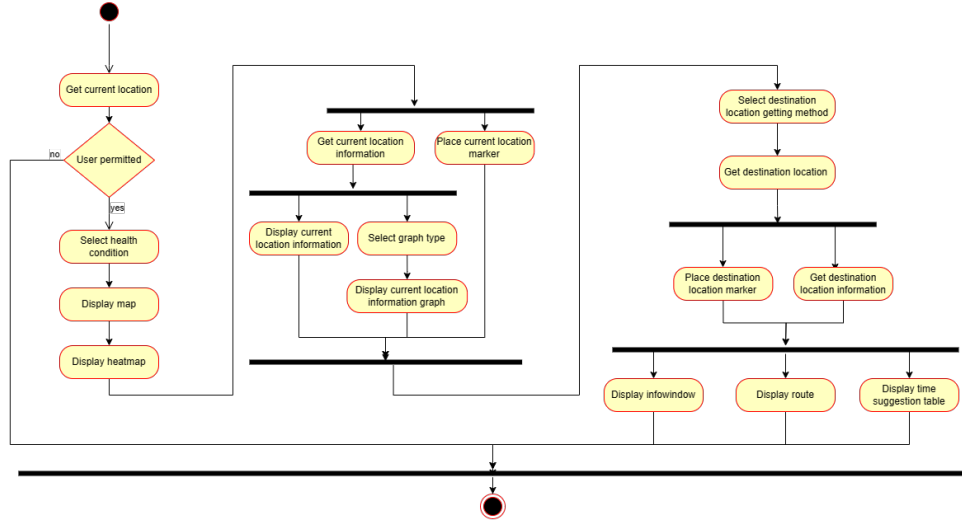 Get current location
no
User permitted
yes
Select health
condition
Display map
Display heatmap
Get current location
information
Place current location
marker
Display current
location information
Select graph type
Display current location
information graph
Select destination
location getting method
Get destination location
Place destination
location marker
Get destination
location information
Display infowindow
Display route
Display time
suggestion table